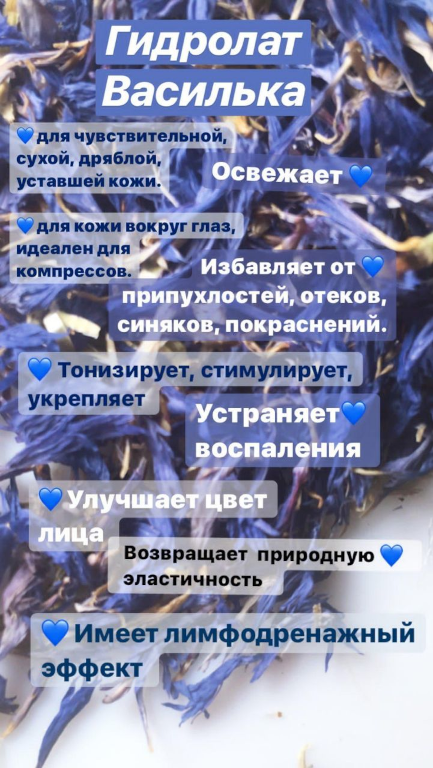 Гидролат
Василька
💙для чувствительной,
сухой, дряблой,
уставшей кожи.
Освежает 💙
💙для кожи вокруг глаз,
идеален для
компрессов.
Избавляет от 💙
припухлостей, отеков,
синяков, покраснений.
💙 Тонизирует, стимулирует,
укрепляет
Устраняет💙
воспаления
💙Улучшает цвет
лица
Возвращает природную 💙
эластичность
💙Имеет лимфодренажный
эффект